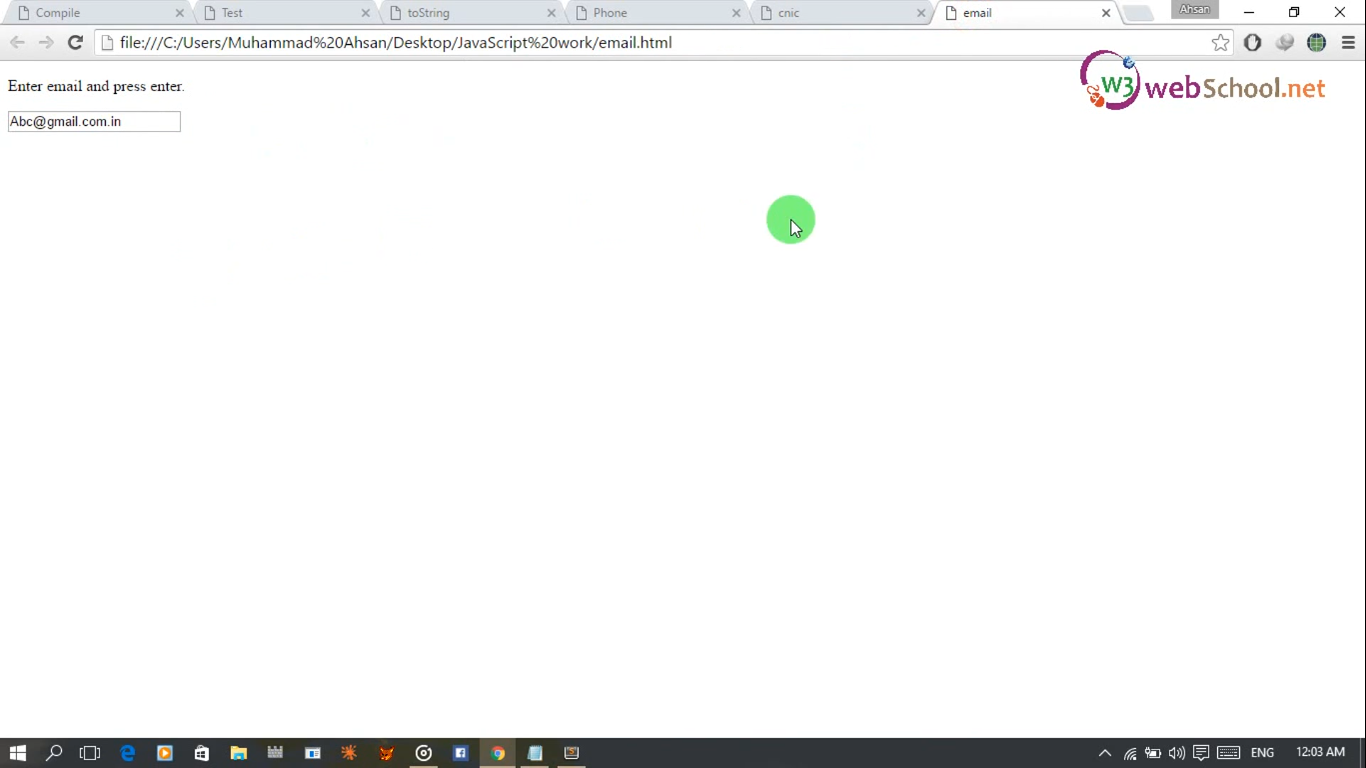 Compile
Test
toString
Phone
cnic
email
Ahsan
file:///C:/Users/Muhammad%20Ahsan/Desktop/JavaScript%20work/email.html
Enter email and press enter.
W3 webSchool.net
Abc@gmail.com.in
ENG
12:03 AM